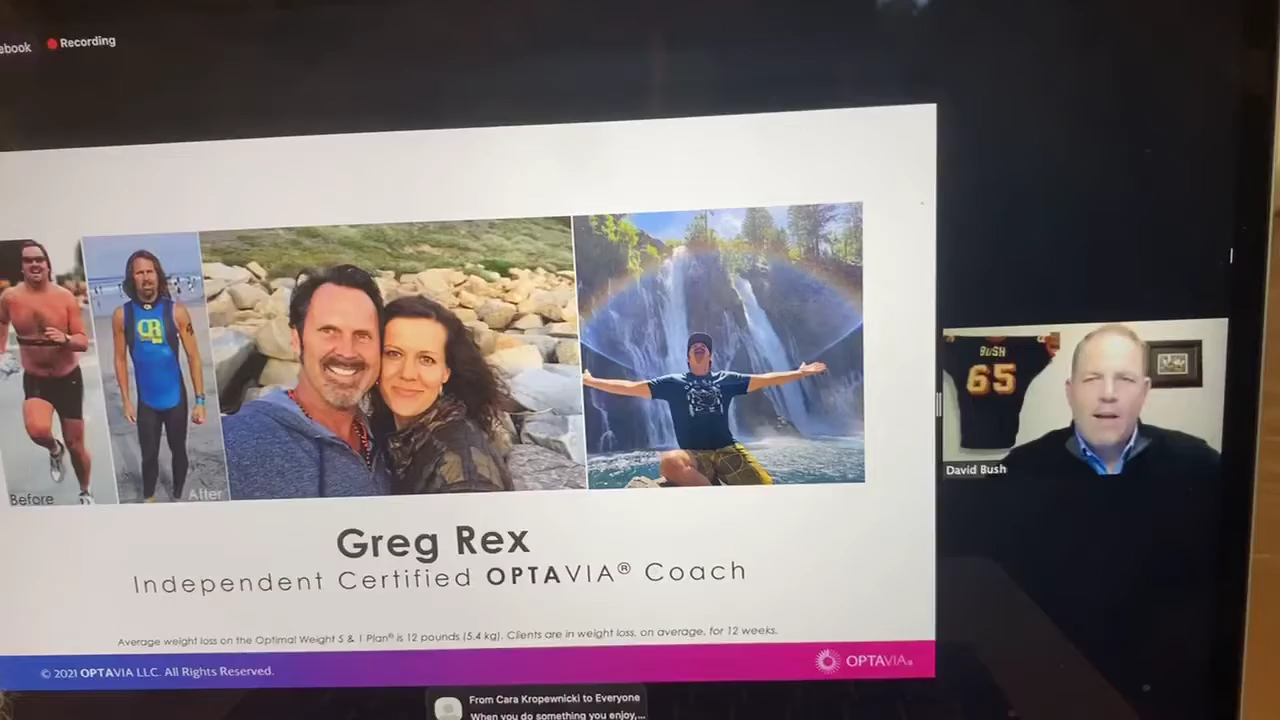 ebook
Recording
Before
After
Greg Rex
Independent Certified OPTAVIA® Coach
Average weight loss on the Optimal Weight 5 & 1 Plan® is 12 pounds (5.4 kg). Clients are in weight loss, on average, for 12 weeks.
© 2021 OPTAVIA LLC. All Rights Reserved.
OPTAVIA®
BUSH
65
David Bush
From Cara Kropewnicki to Everyone
When you do something you enjoy,...